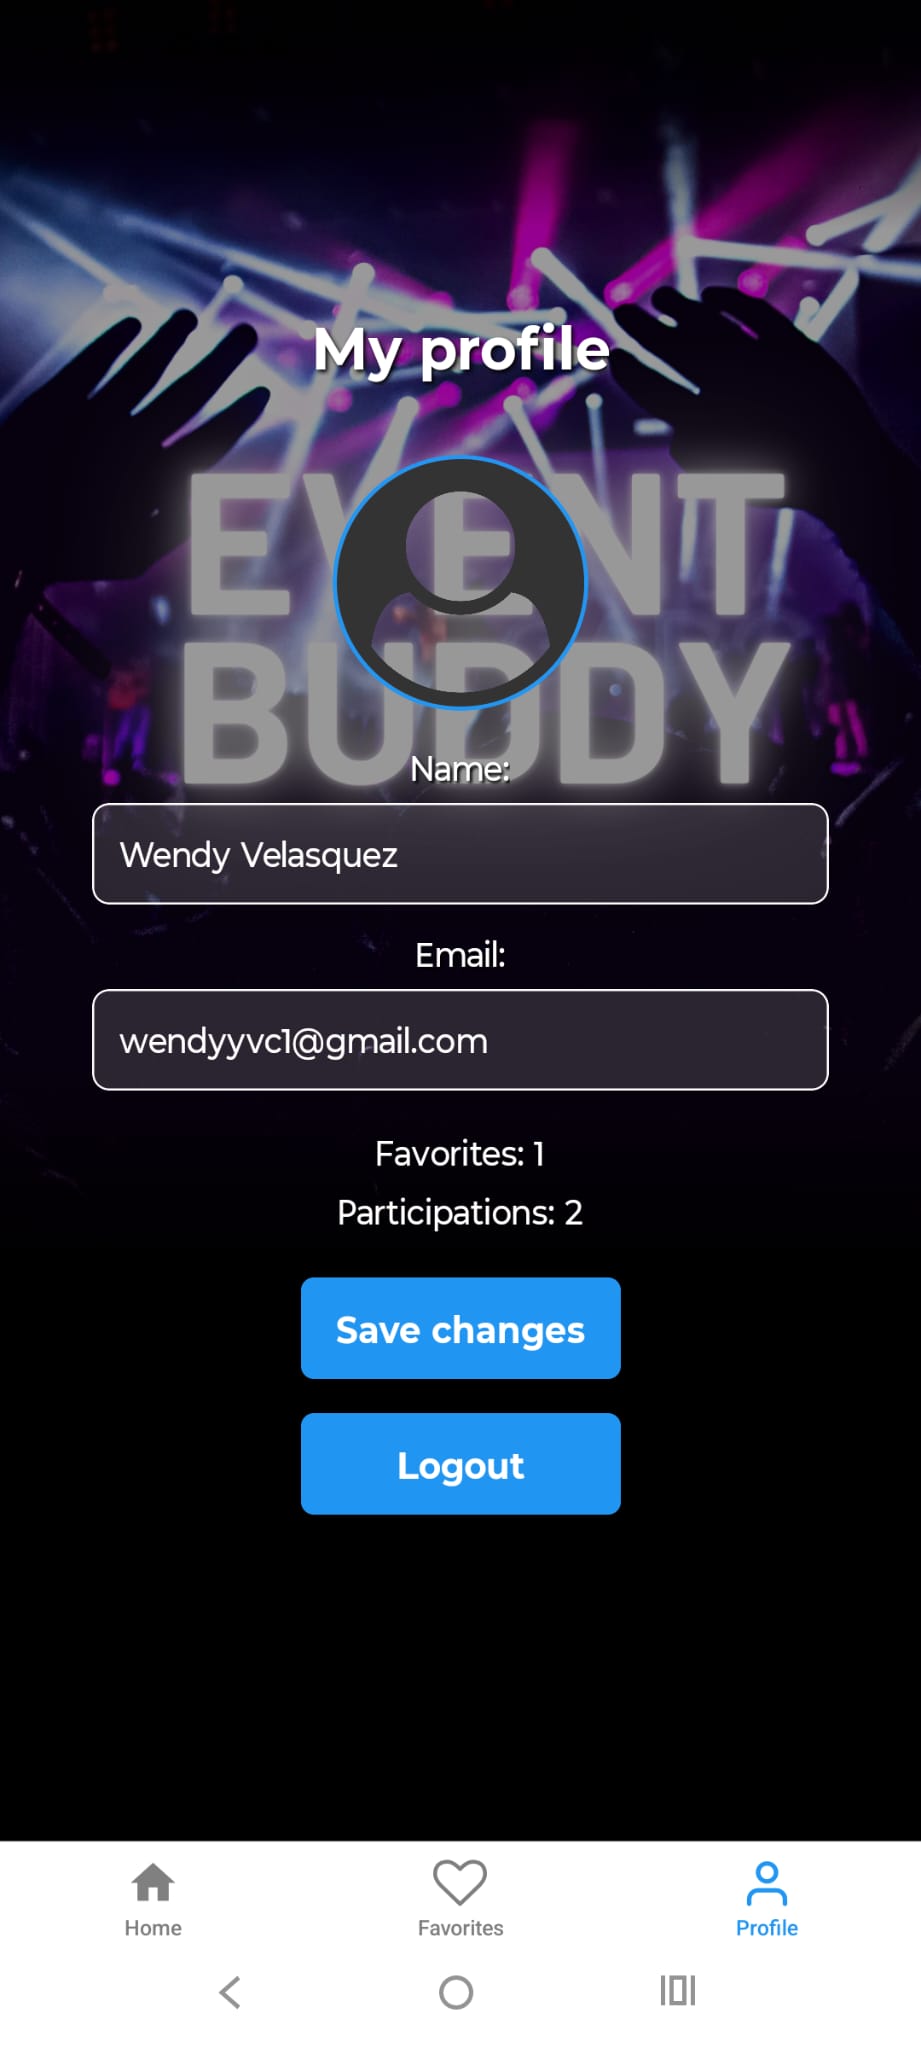 My profile
EVENT
BUDDY
Name:
Wendy Velasquez
Email:
wendyyvc1@gmail.com
Favorites: 1
Participations: 2
Save changes
Logout
Home
Favorites
Profile